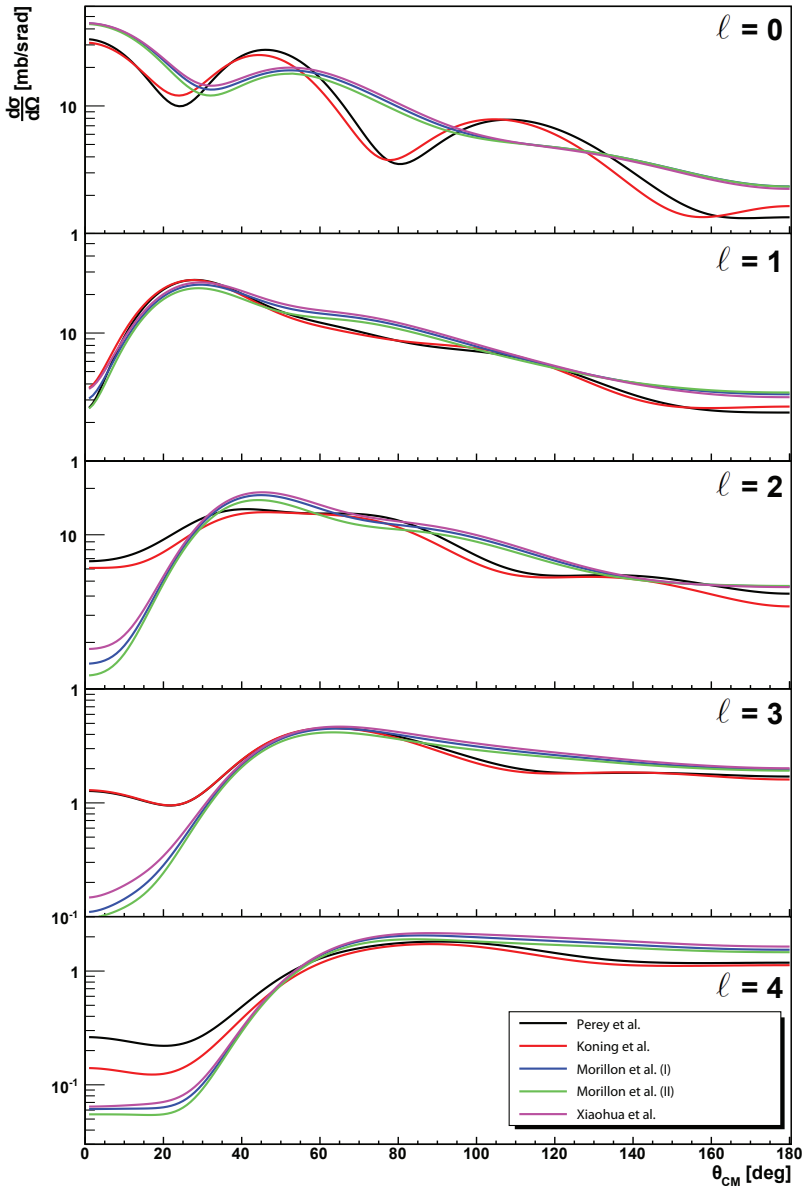 dσ/dΩ [mb/srad]
ℓ = 0
10
1
ℓ = 1
10
1
ℓ = 2
10
1
ℓ = 3
1
10⁻¹
ℓ = 4
1
10⁻¹
Perey et al.
Koning et al.
Morillon et al. (I)
Morillon et al. (II)
Xiaohua et al.
0 20 40 60 80 100 120 140 160 180
θCM [deg]